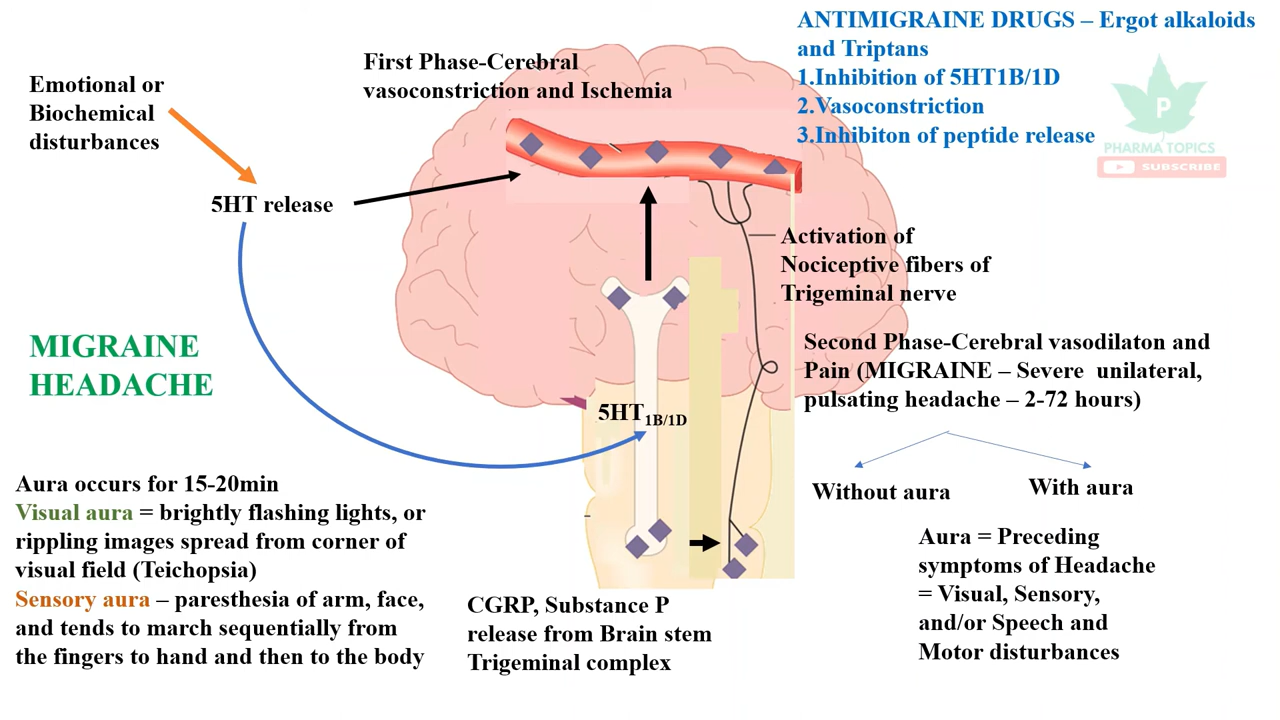 ANTIMIGRAINE DRUGS – Ergot alkaloids
and Triptans
1.Inhibition of 5HT1B/1D
2.Vasoconstriction
3.Inhibiton of peptide release
P
PHARMA TOPICS
SUBSCRIBE
First Phase-Cerebral
vasoconstriction and Ischemia
Emotional or
Biochemical
disturbances
5HT release
Activation of
Nociceptive fibers of
Trigeminal nerve
MIGRAINE
HEADACHE
Second Phase-Cerebral vasodilaton and
Pain (MIGRAINE – Severe unilateral,
pulsating headache – 2-72 hours)
5HT1B/1D
Without aura
With aura
Aura occurs for 15-20min
Visual aura = brightly flashing lights, or
rippling images spread from corner of
visual field (Teichopsia)
Sensory aura – paresthesia of arm, face,
and tends to march sequentially from
the fingers to hand and then to the body
CGRP, Substance P
release from Brain stem
Trigeminal complex
Aura = Preceding
symptoms of Headache
= Visual, Sensory,
and/or Speech and
Motor disturbances